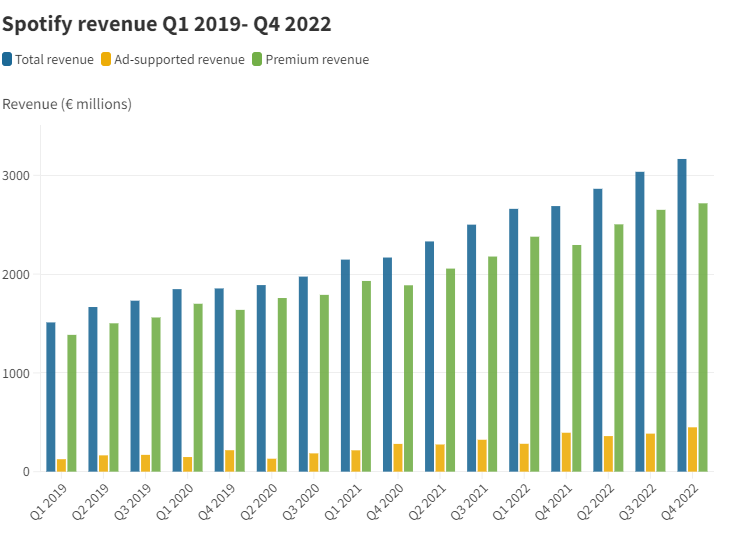 Spotify revenue Q1 2019- Q4 2022
Total revenue Ad-supported revenue Premium revenue
Revenue (€ millions)
3000
2000
1000
0
Q1 2019 Q2 2019 Q3 2019 Q1 2020 Q4 2019 Q2 2020 Q3 2020 Q1 2021 Q4 2020 Q2 2021 Q3 2021 Q1 2022 Q4 2021 Q2 2022 Q3 2022 Q4 2022